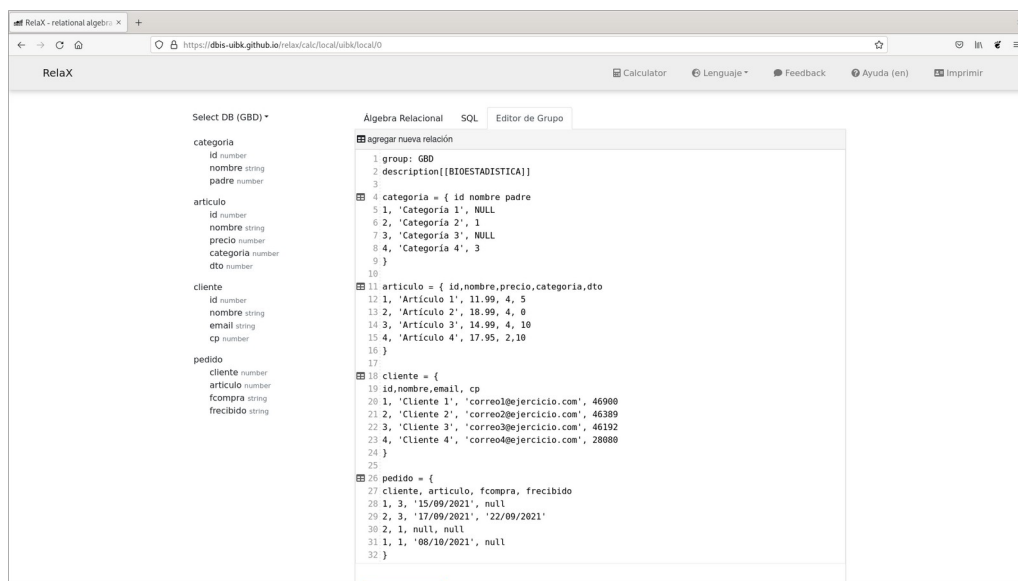 RelaX - relational algebra
https://dbis-uibk.github.io/relax/calc/local/uibk/local/0
RelaX
Calculator
Lenguaje
Feedback
Ayuda (en)
Imprimir
Select DB (GBD)
categoria
id number
nombre string
padre number
articulo
id number
nombre string
precio number
categoria number
dto number
cliente
id number
nombre string
email string
cp number
pedido
cliente number
articulo number
fcompra string
frecibido string
Álgebra Relacional SQL Editor de Grupo
agregar nueva relación
1 group: GBD
2 description[[BIOESTADISTICA]]
3
4 categoria = { id nombre padre
5 1, 'Categoría 1', NULL
6 2, 'Categoría 2', 1
7 3, 'Categoría 3', NULL
8 4, 'Categoría 4', 3
9 }
10
11 articulo = { id,nombre,precio,categoria,dto
12 1, 'Artículo 1', 11.99, 4, 5
13 2, 'Artículo 2', 18.99, 4, 0
14 3, 'Artículo 3', 14.99, 4, 10
15 4, 'Artículo 4', 17.95, 2,10
16 }
17
18 cliente = {
19 id,nombre,email, cp
20 1, 'Cliente 1', 'correo1@ejercicio.com', 46900
21 2, 'Cliente 2', 'correo2@ejercicio.com', 46389
22 3, 'Cliente 3', 'correo3@ejercicio.com', 46192
23 4, 'Cliente 4', 'correo4@ejercicio.com', 28080
24 }
25
26 pedido = {
27 cliente, articulo, fcompra, frecibido
28 1, 3, '15/09/2021', null
29 2, 3, '17/09/2021', '22/09/2021'
30 2, 1, null, null
31 1, 1, '08/10/2021', null
32 }